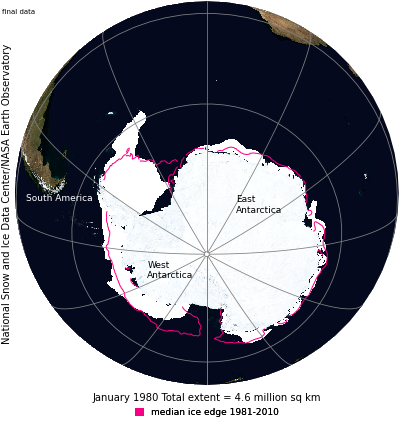 final data
National Snow and Ice Data Center/NASA Earth Observatory
South America
East
Antarctica
West
Antarctica
January 1980 Total extent = 4.6 million sq km
median ice edge 1981-2010